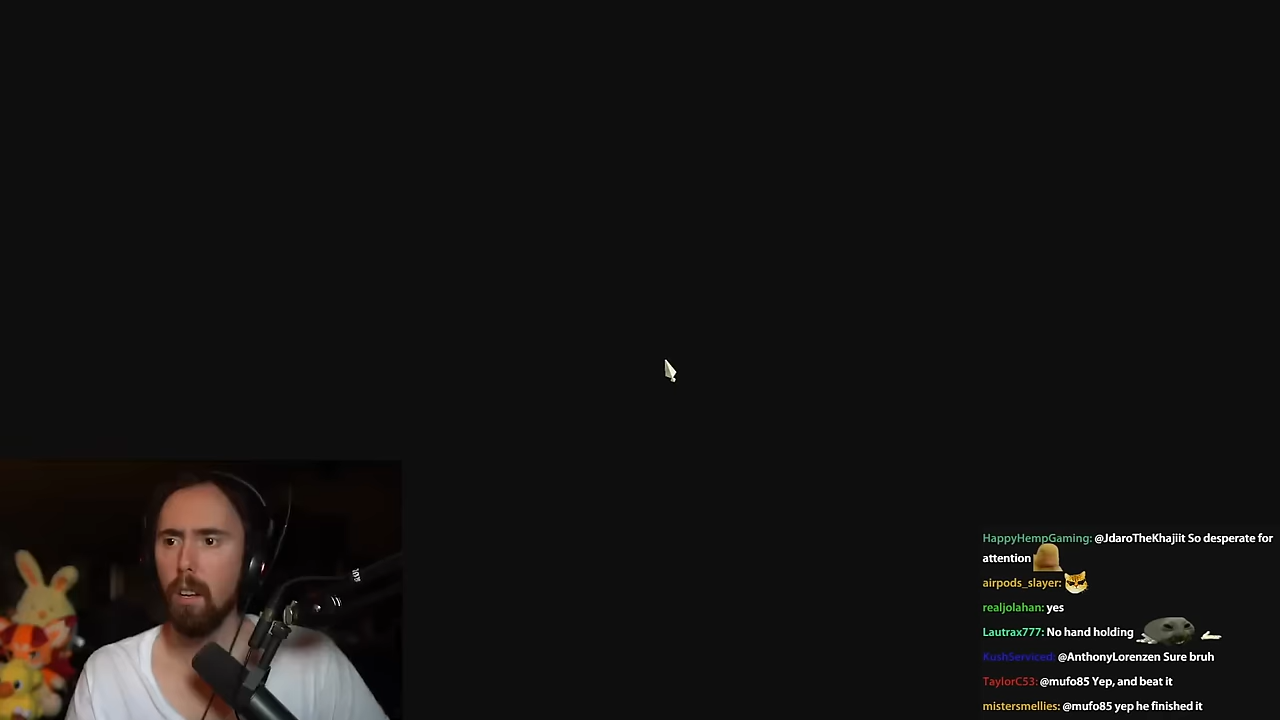 HappyHempGaming: @JdaroTheKhajiit So desperate for
attention
airpods_slayer:
realjolahan: yes
Lautrax777: No hand holding
KushServiced: @AnthonyLorenzen Sure bruh
TaylorC53: @mufo85 Yep, and beat it
mistersmellies: @mufo85 yep he finished it